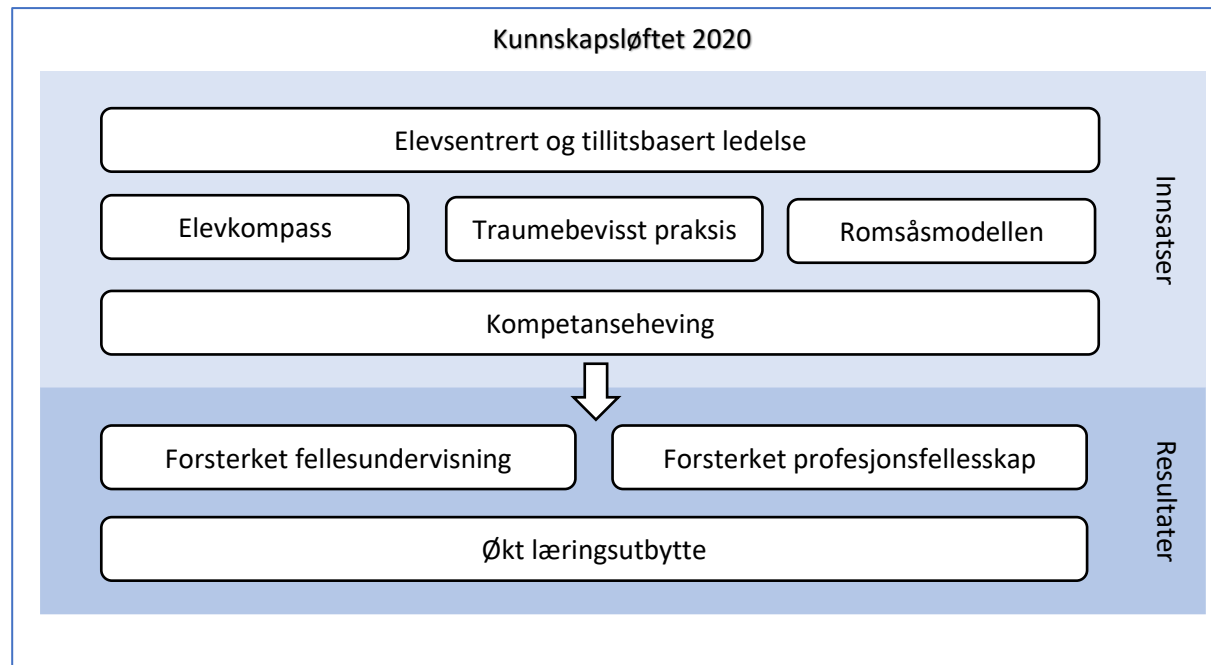 Kunnskapsløftet 2020
Elevsentrert og tillitsbasert ledelse
Elevkompass
Traumebevisst praksis
Romsåsmodellen
Kompetanseheving
Innsatser
Forsterket fellesundervisning
Forsterket profesjonsfellesskap
Økt læringsutbytte
Resultater